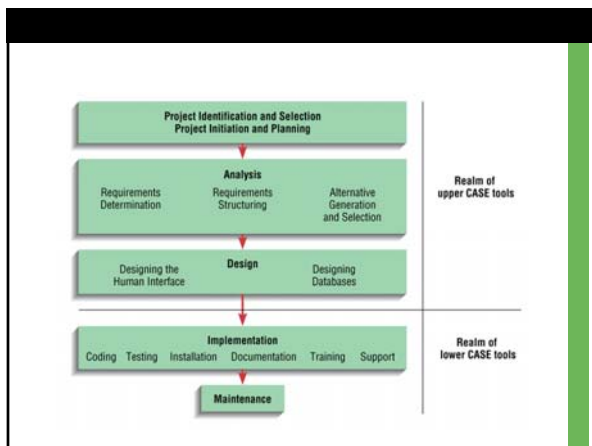 Project Identification and Selection
Project Initiation and Planning
Analysis
Requirements
Determination
Requirements
Structuring
Alternative
Generation
and Selection
Realm of
upper CASE tools
Design
Designing the
Human Interface
Designing
Databases
Implementation
Coding Testing Installation Documentation Training Support
Realm of
lower CASE tools
Maintenance